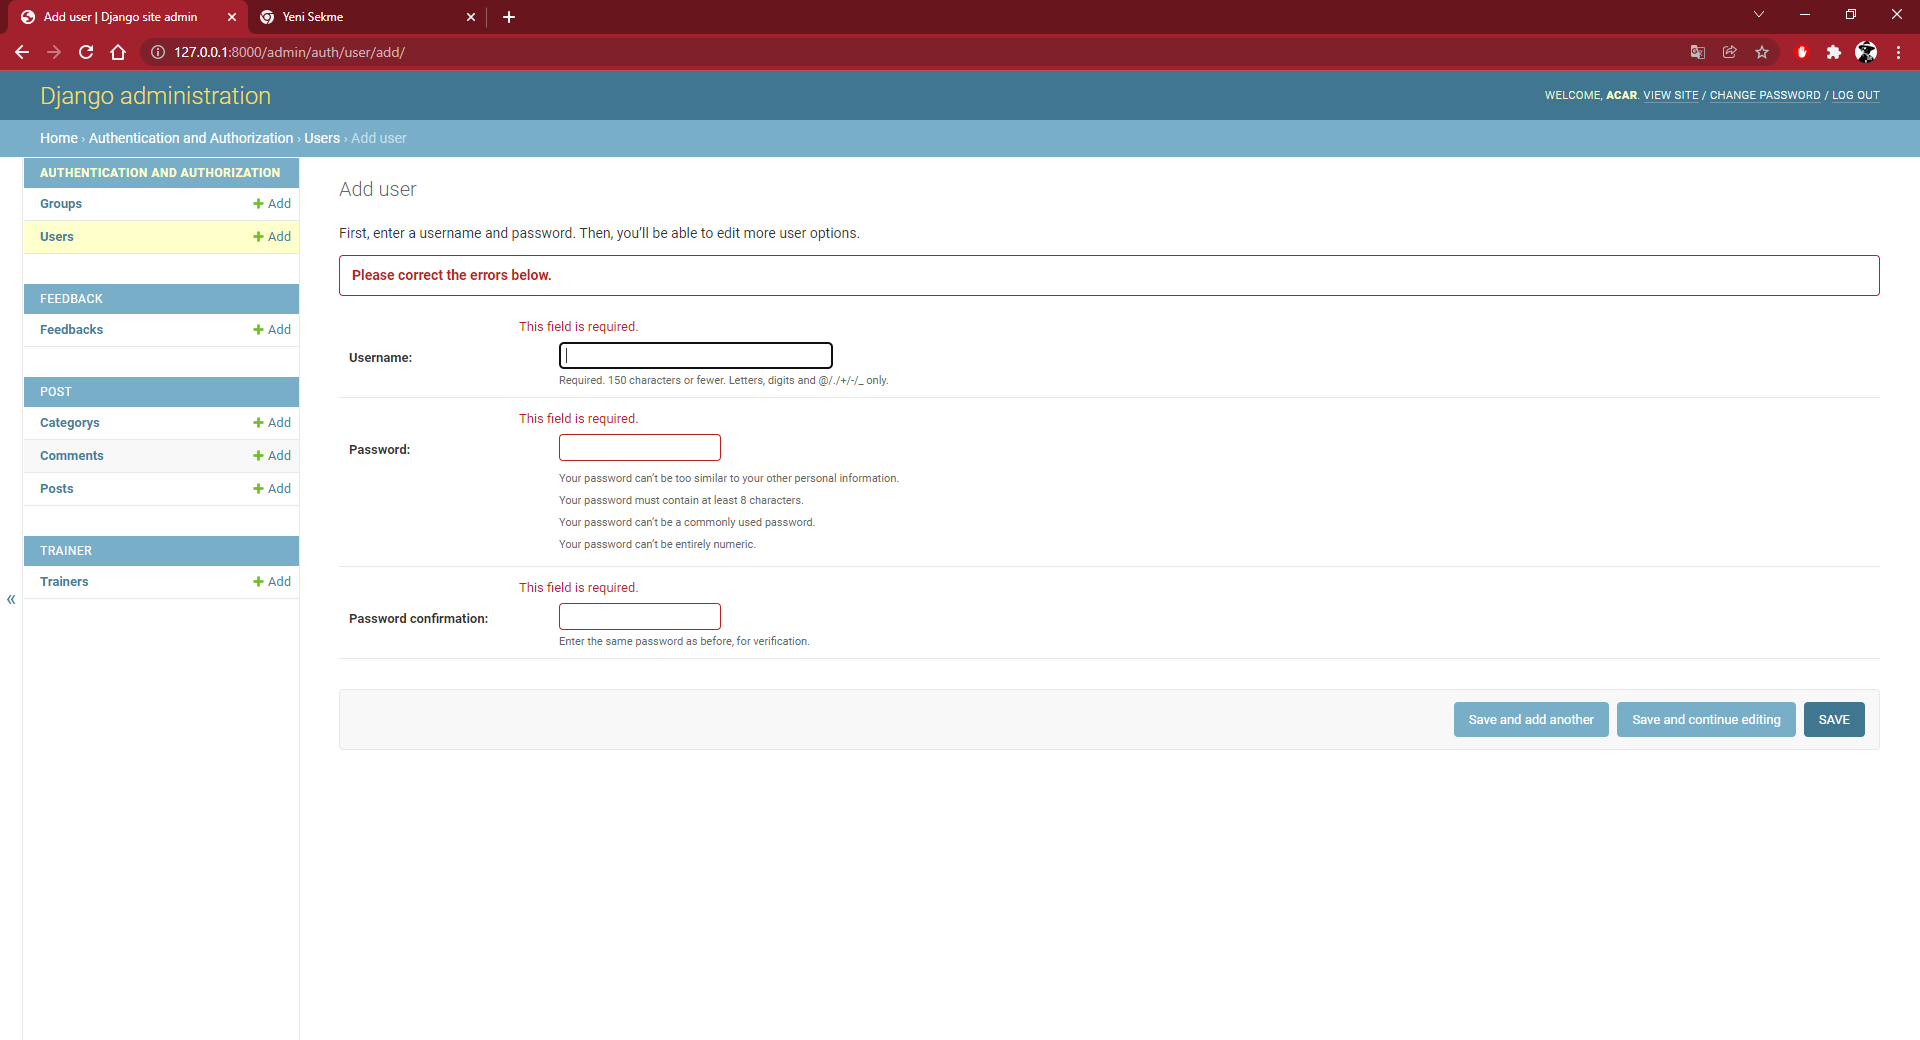 Add user | Django site admin
Yeni Sekme
127.0.0.1:8000/admin/auth/user/add/
Django administration
WELCOME, ACAR. VIEW SITE / CHANGE PASSWORD / LOG OUT
Home › Authentication and Authorization › Users › Add user
AUTHENTICATION AND AUTHORIZATION
Groups + Add
Users + Add
FEEDBACK
Feedbacks + Add
POST
Categorys + Add
Comments + Add
Posts + Add
TRAINER
Trainers + Add
«
Add user
First, enter a username and password. Then, you’ll be able to edit more user options.
Please correct the errors below.
This field is required.
Username:
Required. 150 characters or fewer. Letters, digits and @/./+/-/_ only.
This field is required.
Password:
Your password can’t be too similar to your other personal information.
Your password must contain at least 8 characters.
Your password can’t be a commonly used password.
Your password can’t be entirely numeric.
This field is required.
Password confirmation:
Enter the same password as before, for verification.
Save and add another
Save and continue editing
SAVE